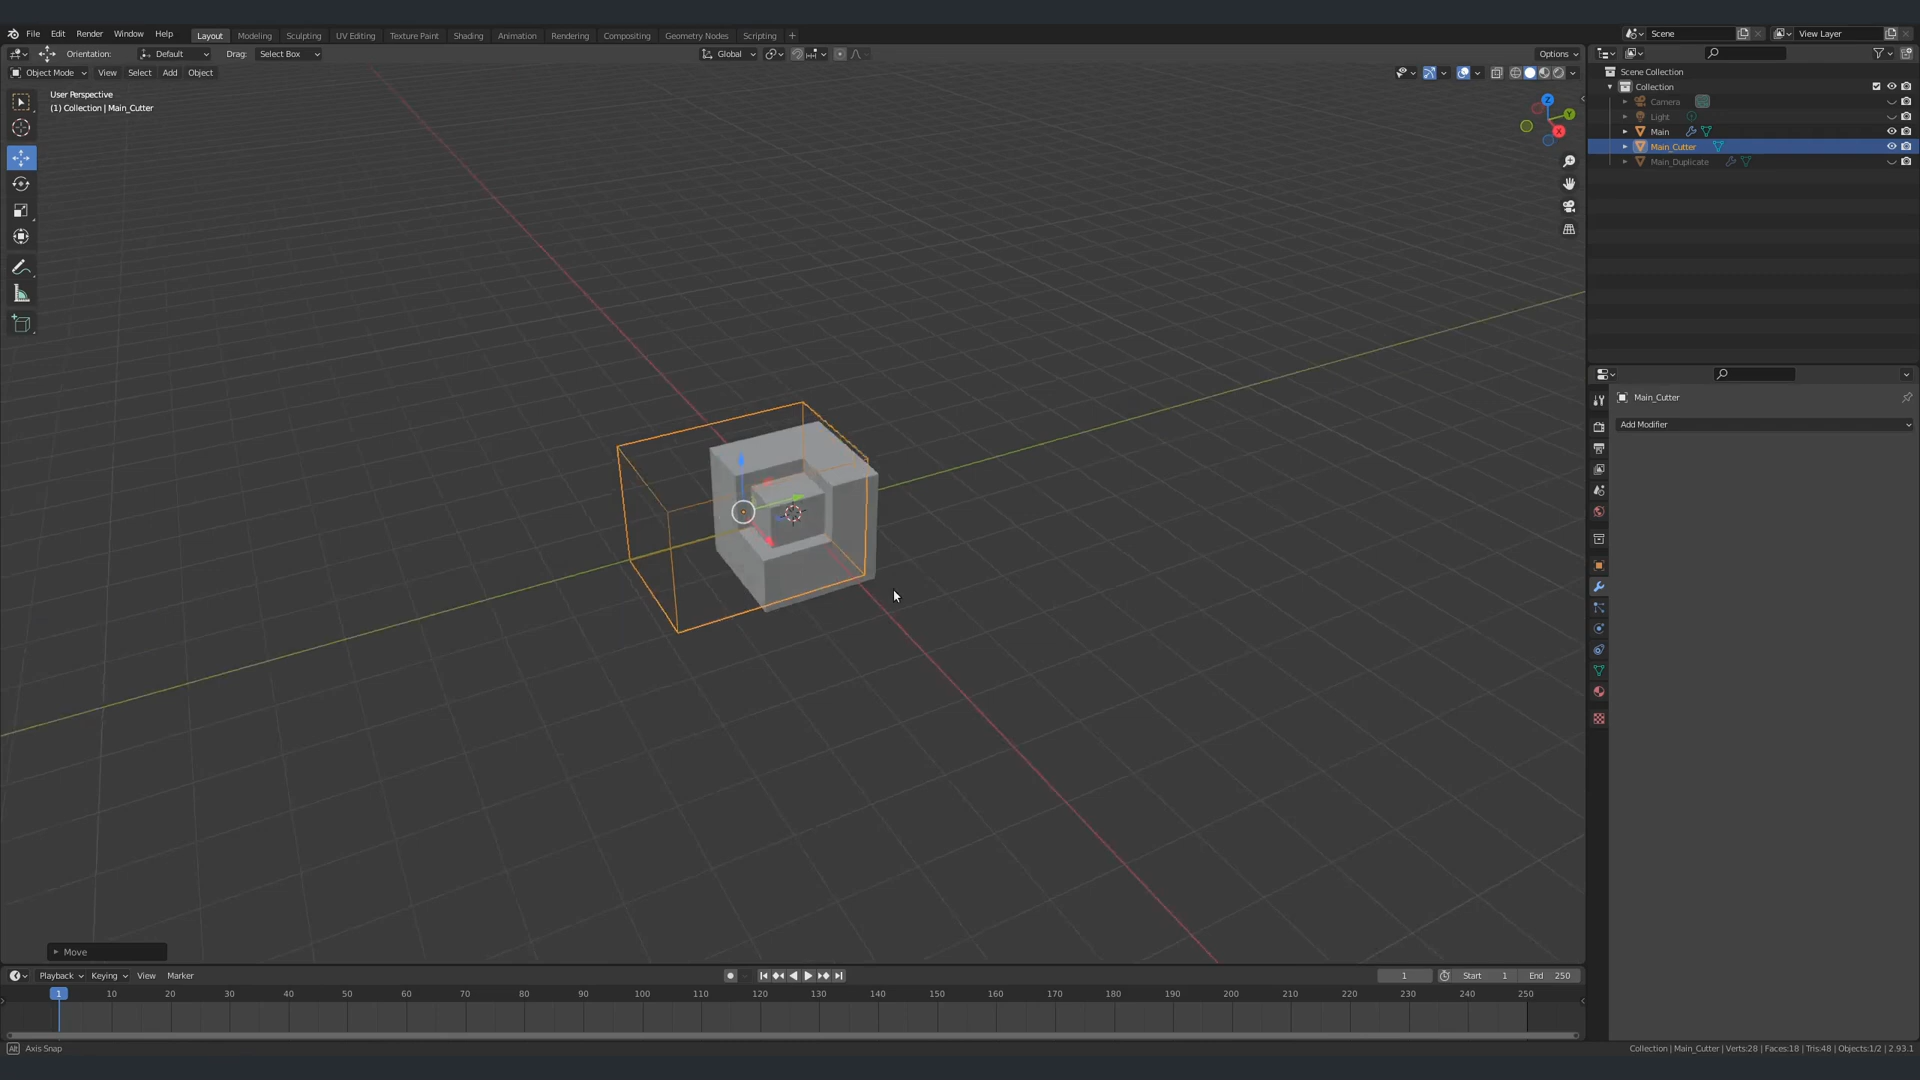 File Edit Render Window Help Layout Modeling Sculpting UV Editing Texture Paint Shading Animation Rendering Compositing Geometry Nodes Scripting + Scene View Layer
Orientation: Default Drag: Select Box Global Options
Object Mode View Select Add Object
Scene Collection
Collection
User Perspective
(1) Collection | Main_Cutter
Camera
Light
Main
Main_Cutter
Main_Duplicate
Z
Y
X
Main_Cutter
Add Modifier
Move
Playback Keying View Marker 1 Start 1 End 250
1 10 20 30 40 50 60 70 80 90 100 110 120 130 140 150 160 170 180 190 200 210 220 230 240 250
Alt Axis Snap
Collection | Main_Cutter | Verts:28 | Faces:18 | Tris:48 | Objects:1/2 | 2.93.1